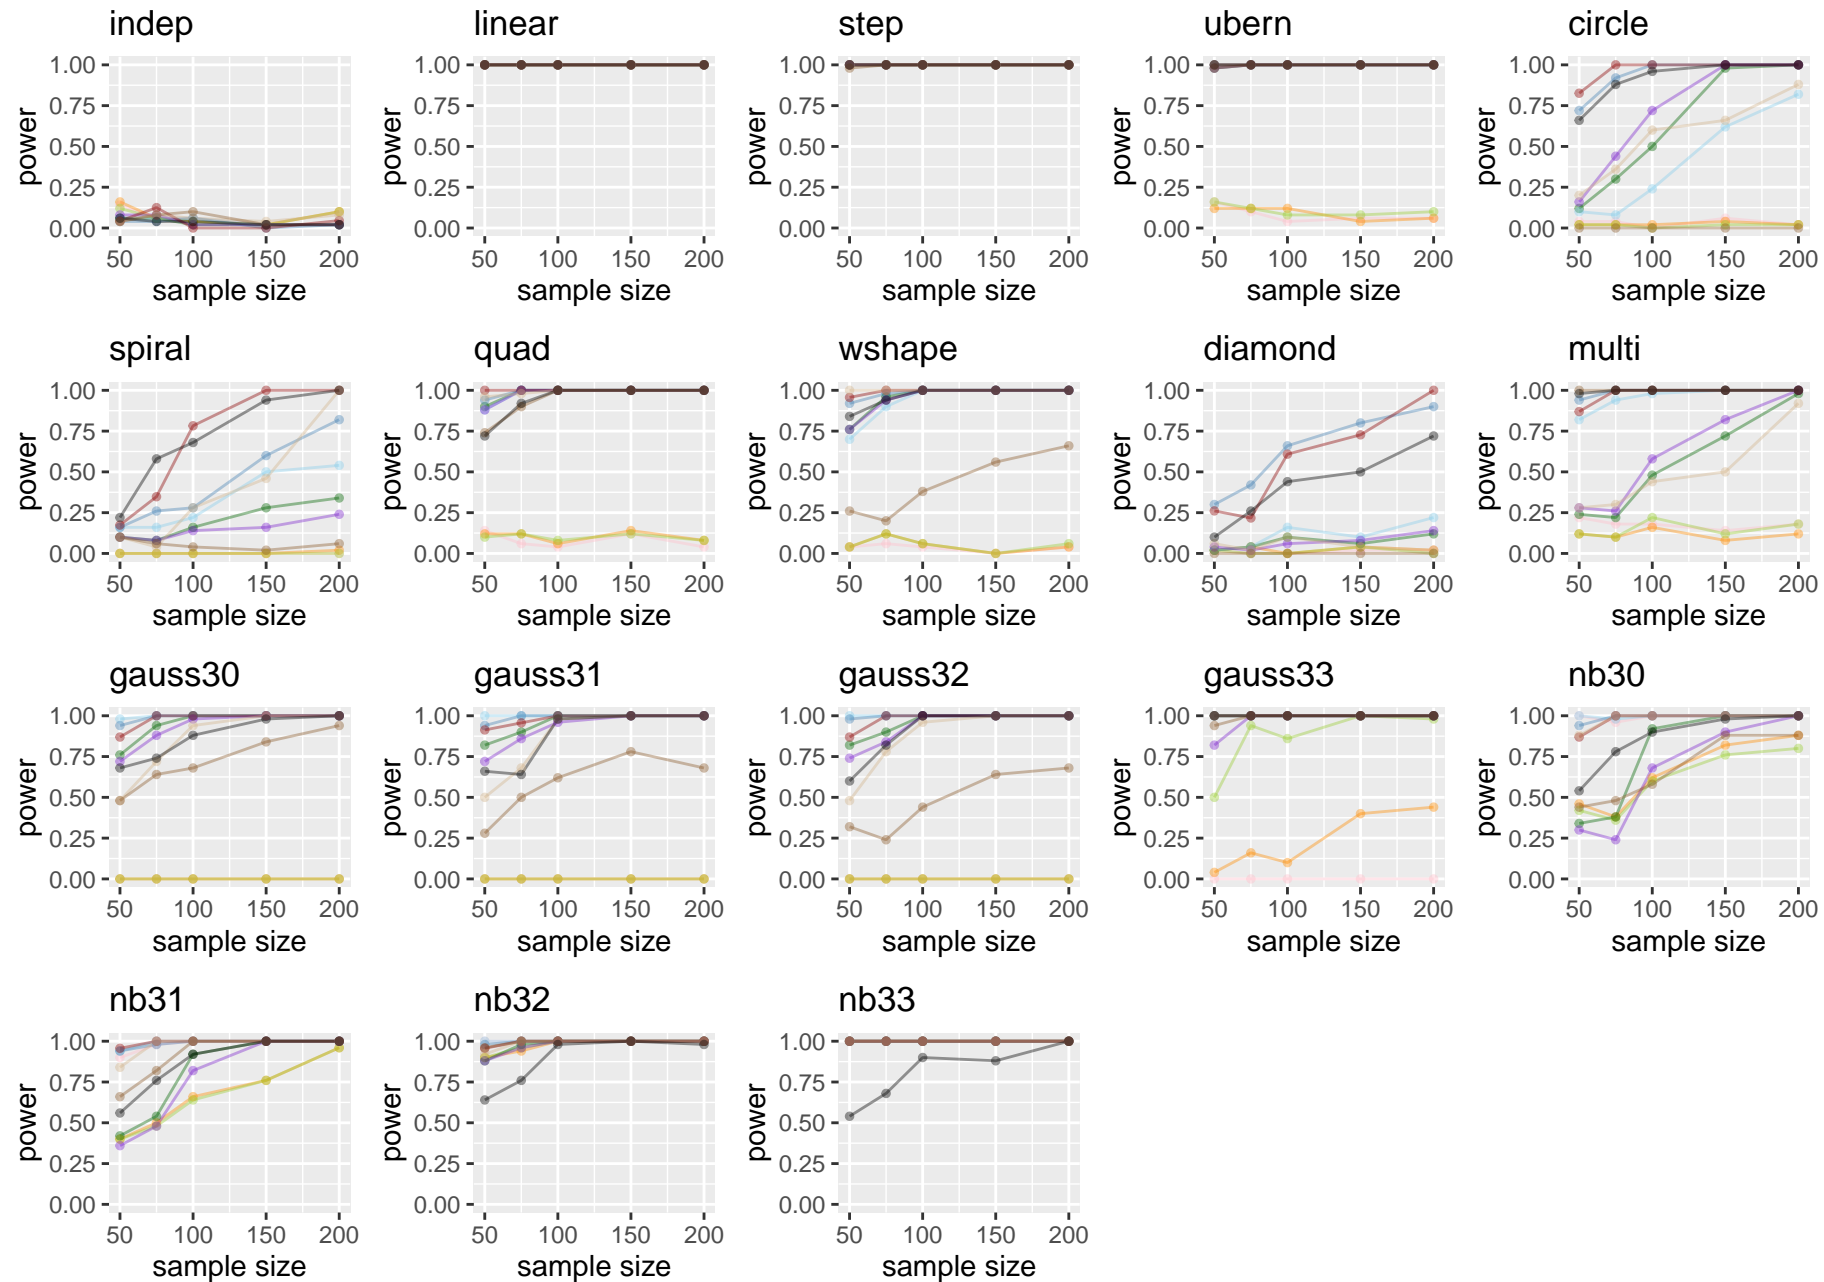 indep linear step ubern circle
1.00 1.00 1.00 1.00 1.00
0.75 0.75 0.75 0.75 0.75
power power power power power
0.50 0.50 0.50 0.50 0.50
0.25 0.25 0.25 0.25 0.25
0.00 0.00 0.00 0.00 0.00
50 100 150 200 50 100 150 200 50 100 150 200 50 100 150 200 50 100 150 200
sample size sample size sample size sample size sample size
spiral quad wshape diamond multi
1.00 1.00 1.00 1.00 1.00
0.75 0.75 0.75 0.75 0.75
power power power power power
0.50 0.50 0.50 0.50 0.50
0.25 0.25 0.25 0.25 0.25
0.00 0.00 0.00 0.00 0.00
50 100 150 200 50 100 150 200 50 100 150 200 50 100 150 200 50 100 150 200
sample size sample size sample size sample size sample size
gauss30 gauss31 gauss32 gauss33 nb30
1.00 1.00 1.00 1.00 1.00
0.75 0.75 0.75 0.75 0.75
power power power power power
0.50 0.50 0.50 0.50 0.50
0.25 0.25 0.25 0.25 0.25
0.00 0.00 0.00 0.00 0.00
50 100 150 200 50 100 150 200 50 100 150 200 50 100 150 200 50 100 150 200
sample size sample size sample size sample size sample size
nb31 nb32 nb33
1.00 1.00 1.00
0.75 0.75 0.75
power power power
0.50 0.50 0.50
0.25 0.25 0.25
0.00 0.00 0.00
50 100 150 200 50 100 150 200 50 100 150 200
sample size sample size sample size